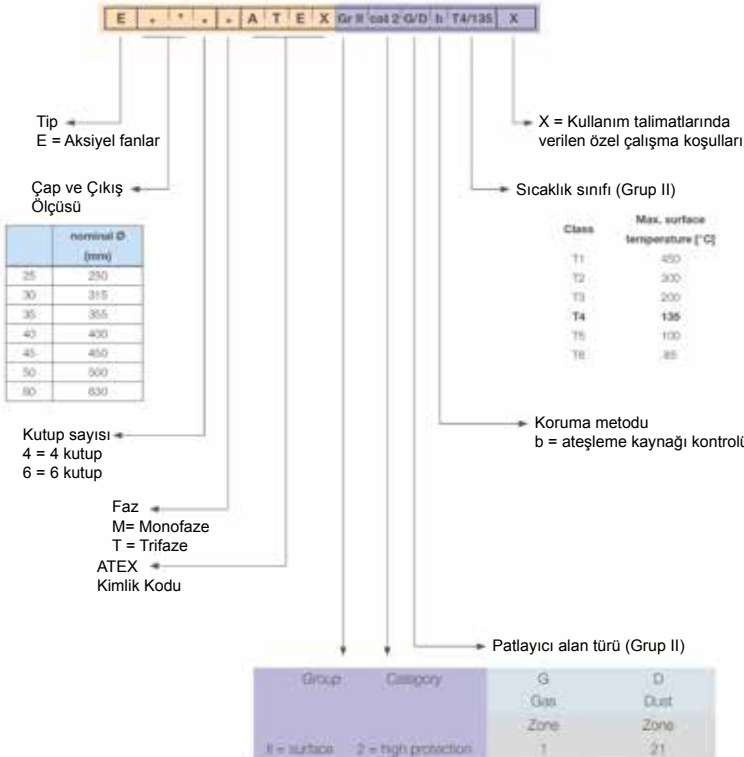 E * * * * A T E X Gr II cat 2 G/D b T4/135 X
Tip
E = Aksiyel fanlar
X = Kullanım talimatlarında
verilen özel çalışma koşulları
Çap ve Çıkış
Ölçüsü
Sıcaklık sınıfı (Grup II)
nominal Ø
(mm)
25 250
30 315
35 355
40 400
45 450
50 500
60 630
Class Max. surface
temperature [°C]
T1 450
T2 300
T3 200
T4 135
T5 100
T6 85
Kutup sayısı
4 = 4 kutup
6 = 6 kutup
Koruma metodu
b = ateşleme kaynağı kontrolü
Faz
M= Monofaze
T = Trifaze
ATEX
Kimlik Kodu
Patlayıcı alan türü (Grup II)
Group Category G D
Gas Dust
Zone Zone
II = surface 2 = high protection 1 21